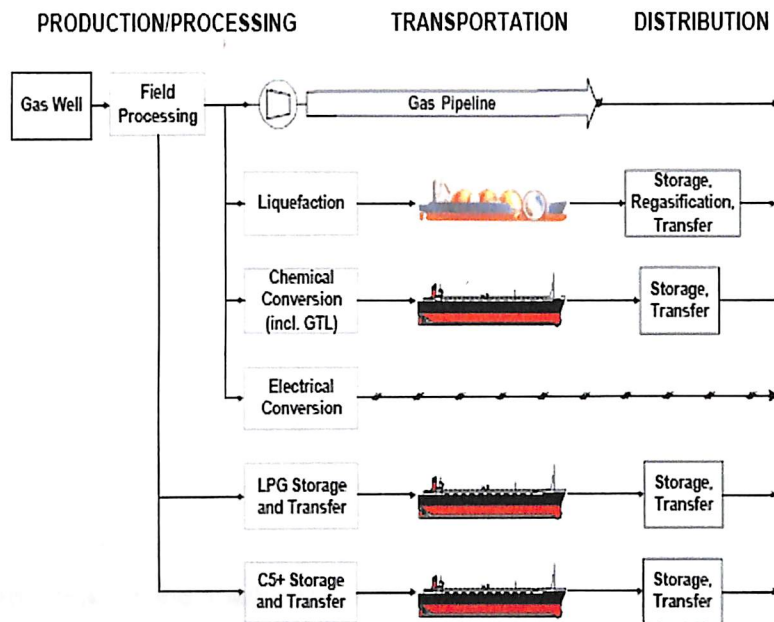 PRODUCTION/PROCESSING
TRANSPORTATION
DISTRIBUTION
Gas Well
Field
Processing
Gas Pipeline
Liquefaction
Storage,
Regasification,
Transfer
Chemical
Conversion
(incl. GTL)
Storage,
Transfer
Electrical
Conversion
LPG Storage
and Transfer
Storage,
Transfer
C5+ Storage
and Transfer
Storage,
Transfer